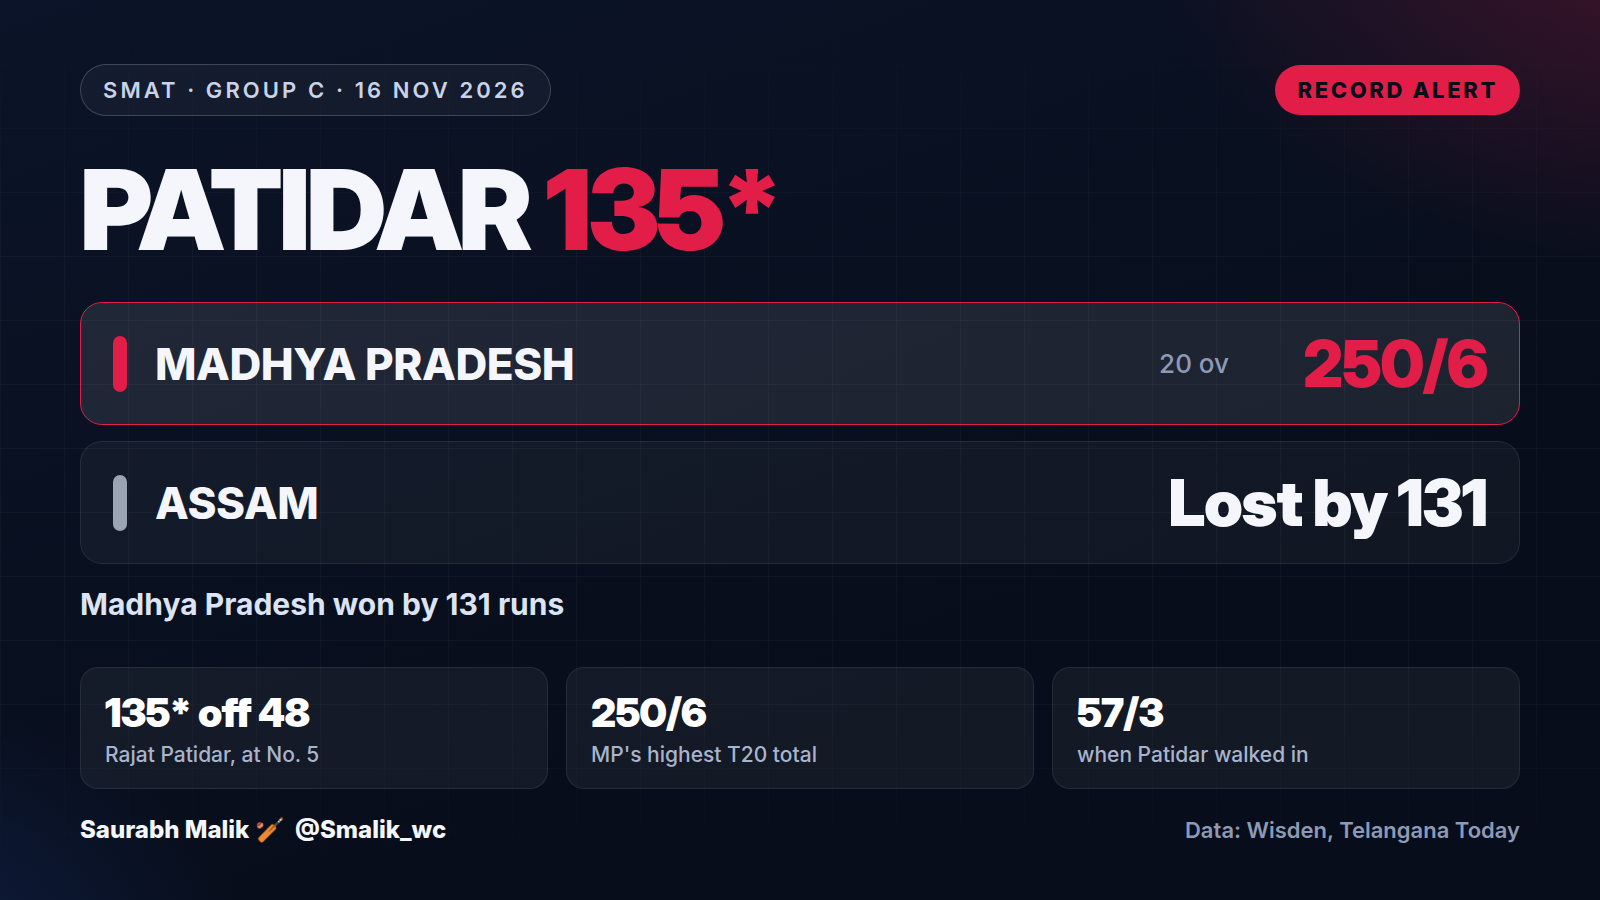 SMAT · GROUP C · 16 NOV 2026
RECORD ALERT
PATIDAR 135*
MADHYA PRADESH 20 ov 250/6
ASSAM Lost by 131
Madhya Pradesh won by 131 runs
135* off 48
Rajat Patidar, at No. 5
250/6
MP's highest T20 total
57/3
when Patidar walked in
Saurabh Malik 🏏 @Smalik_wc
Data: Wisden, Telangana Today